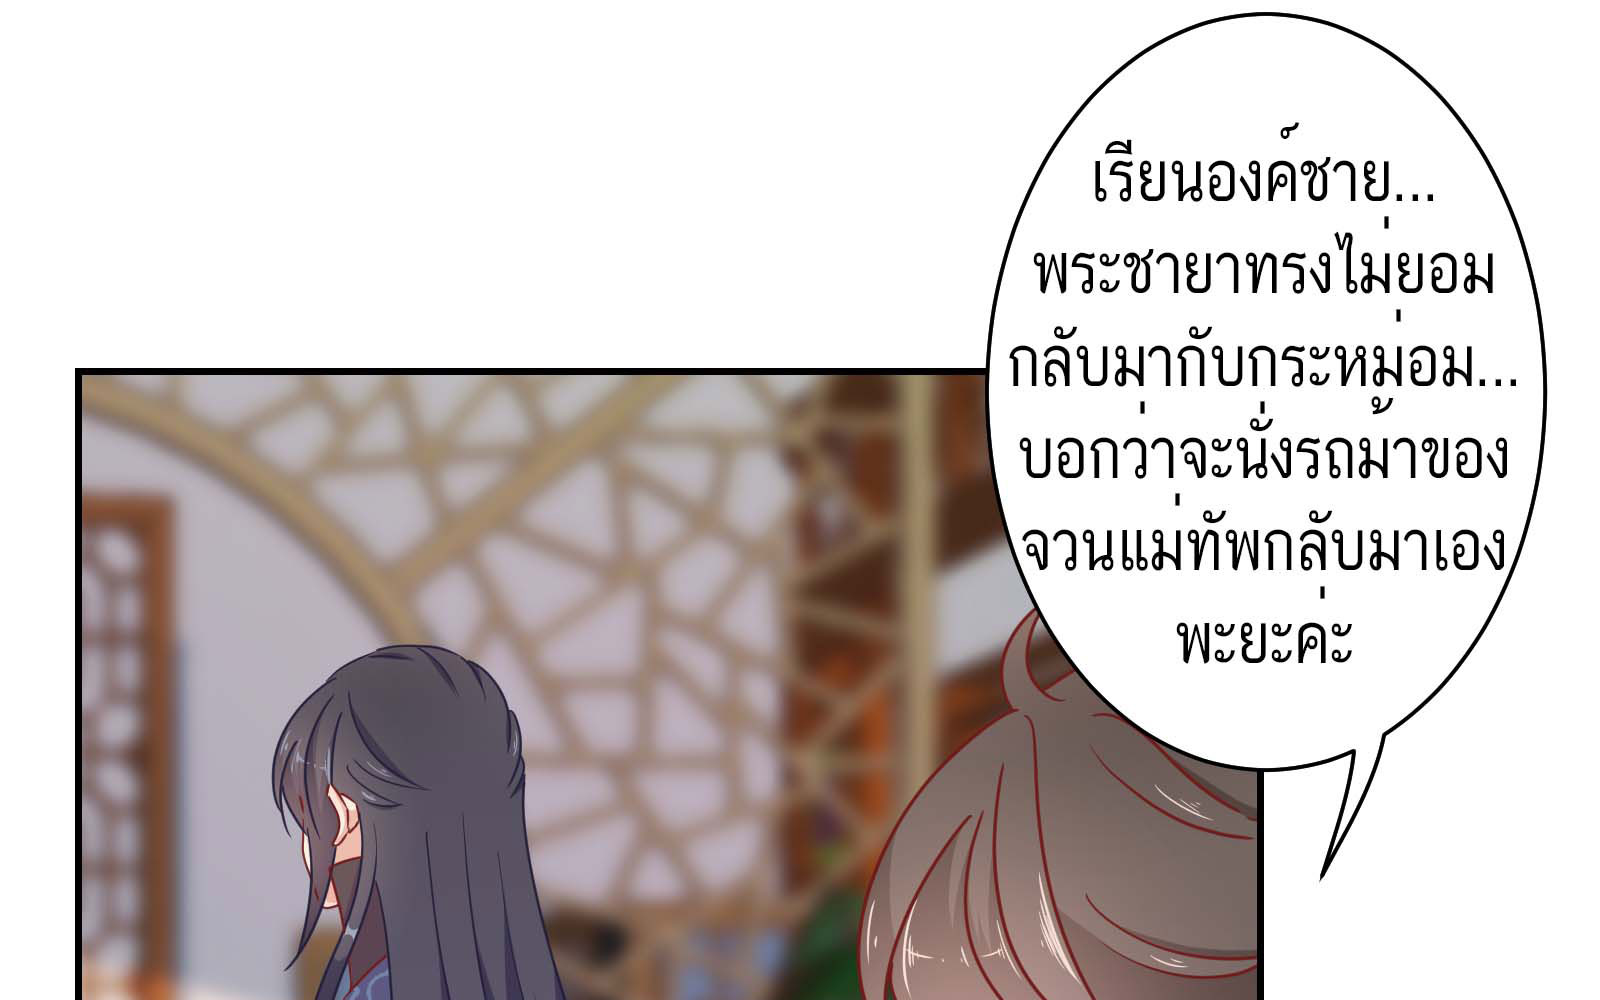 เรียนองค์ชาย...
พระชายาทรงไม่ยอม
กลับมากับกระหม่อม...
บอกว่าจะนั่งรถม้าของ
จวนแม่ทัพกลับมาเอง
พะยะค่ะ